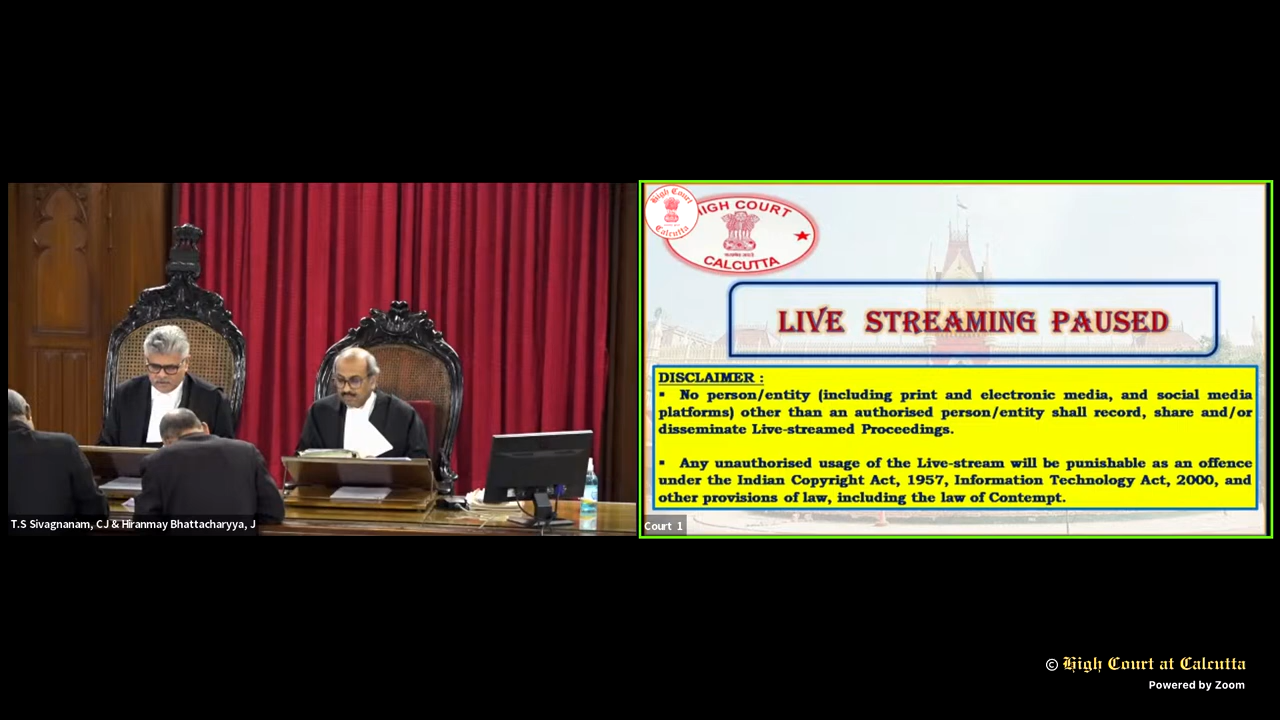 HIGH COURT
CALCUTTA
High Court
Calcutta
LIVE STREAMING PAUSED
DISCLAIMER :
▪ No person/entity (including print and electronic media, and social media
platforms) other than an authorised person/entity shall record, share and/or
disseminate Live-streamed Proceedings.
▪ Any unauthorised usage of the Live-stream will be punishable as an offence
under the Indian Copyright Act, 1957, Information Technology Act, 2000, and
other provisions of law, including the law of Contempt.
T.S Sivagnanam, CJ & Hiranmay Bhattacharyya, J
Court 1
© High Court at Calcutta
Powered by Zoom